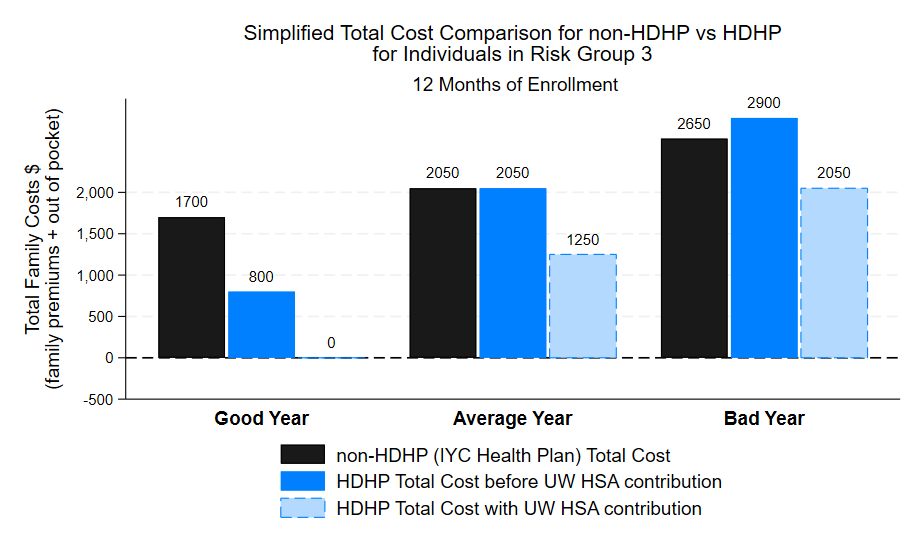 Simplified Total Cost Comparison for non-HDHP vs HDHP
for Individuals in Risk Group 3
12 Months of Enrollment
Total Family Costs $
(family premiums + out of pocket)
2,000
1,500
1,000
500
0
-500
1700
800
0
2050
2050
1250
2650
2900
2050
Good Year
Average Year
Bad Year
non-HDHP (IYC Health Plan) Total Cost
HDHP Total Cost before UW HSA contribution
HDHP Total Cost with UW HSA contribution